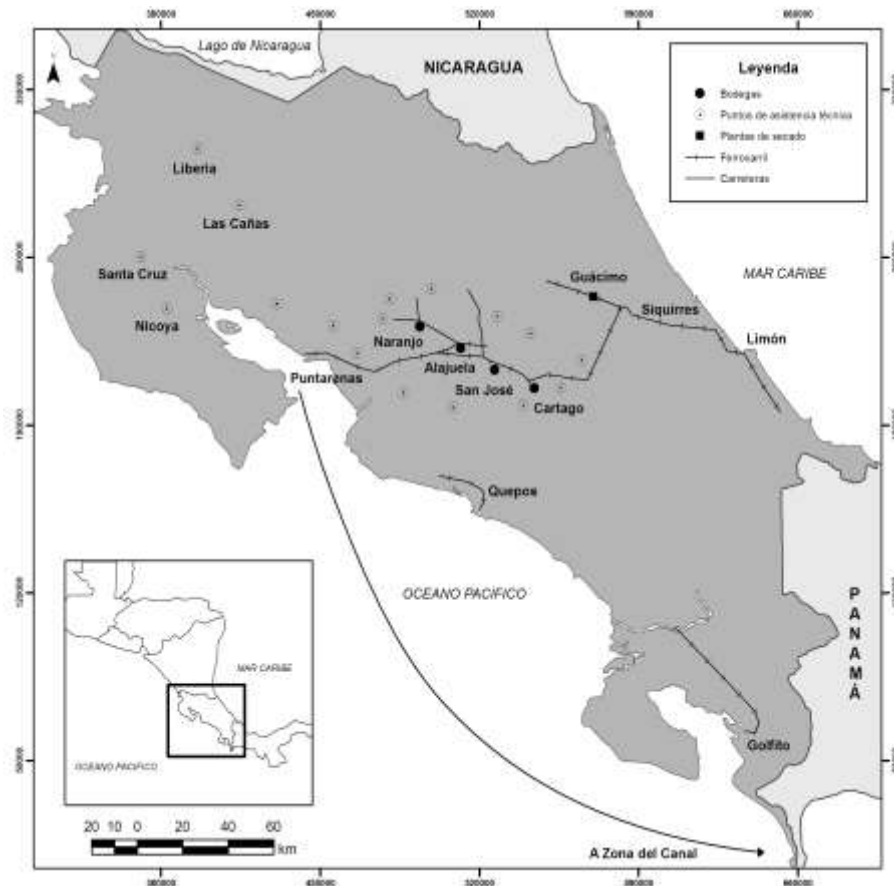 Lago de Nicaragua
NICARAGUA
Leyenda
Bodegas
Puntos de asistencia técnica
Plantas de secado
Ferrocarril
Carreteras
Liberia
Las Cañas
Santa Cruz
Nicoya
Guácimo
MAR CARIBE
Siquirres
Limón
Naranjo
Alajuela
Puntarenas
San José
Cartago
Quepos
OCEANO PACÍFICO
PANAMÁ
Golfito
MAR CARIBE
OCEANO PACÍFICO
20 10 0 20 40 60
km
A Zona del Canal